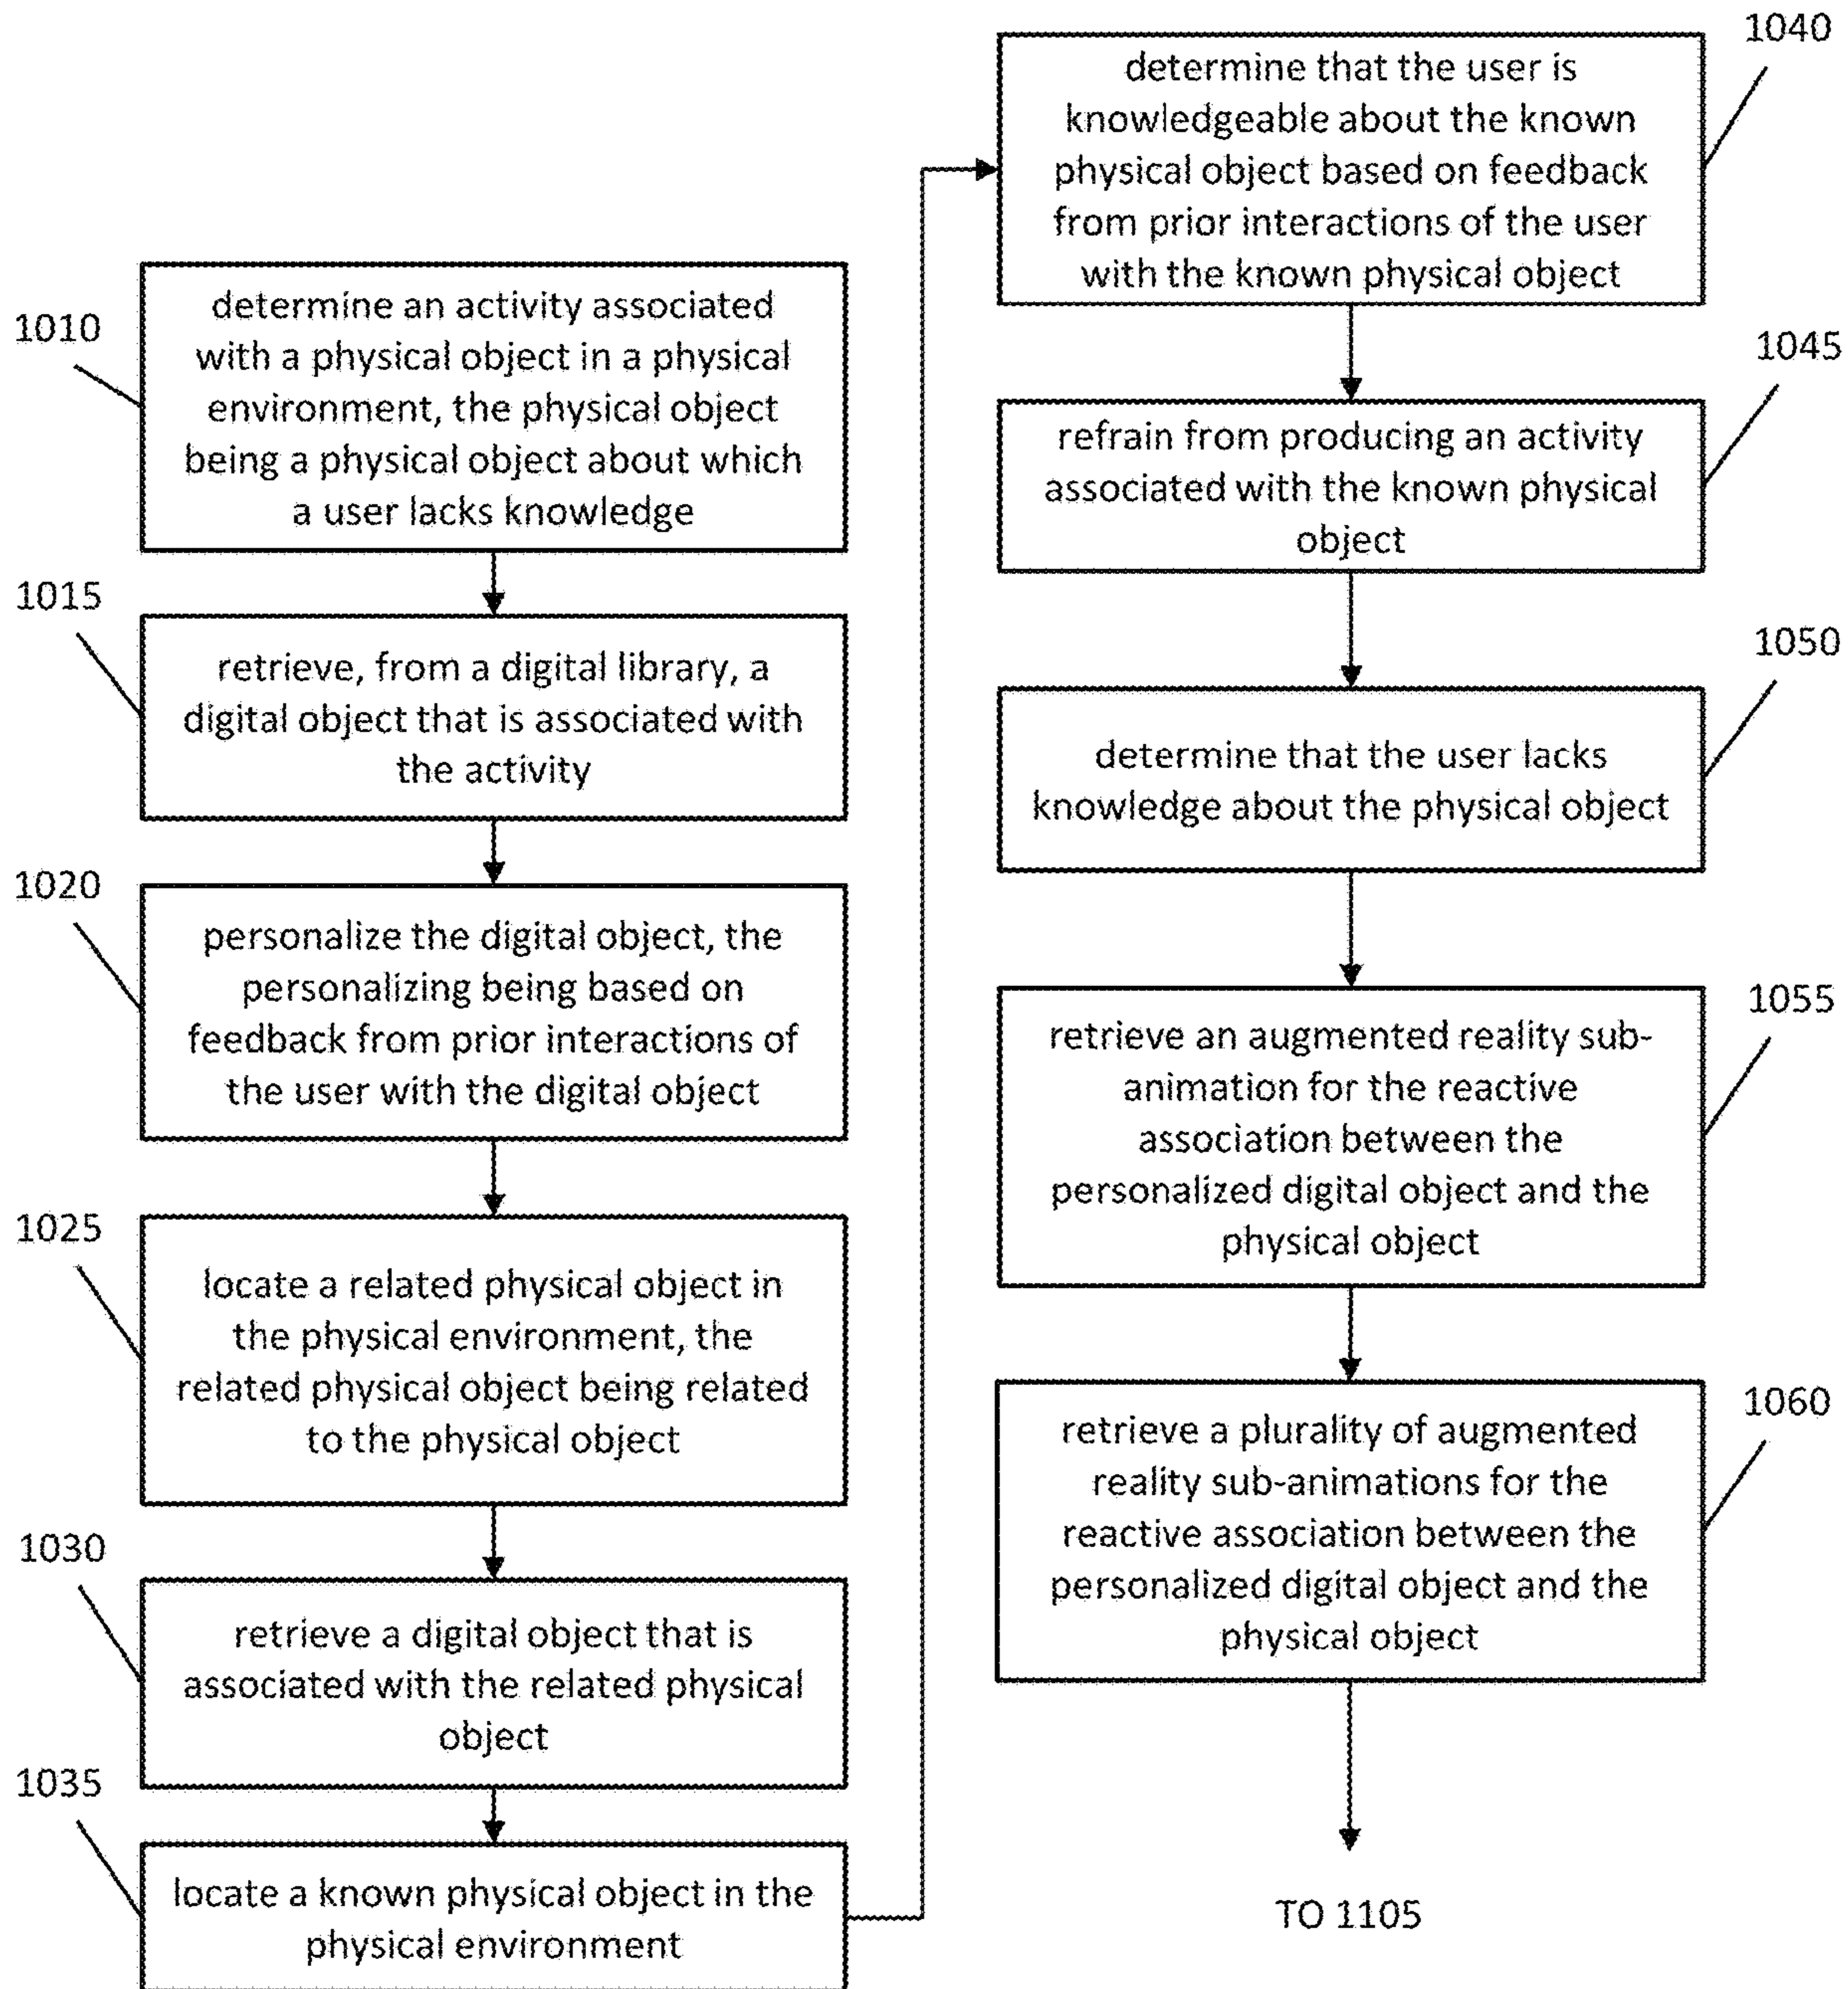 1010
determine an activity associated
with a physical object in a physical
environment, the physical object
being a physical object about which
a user lacks knowledge
1015
retrieve, from a digital library, a
digital object that is associated with
the activity
1020
personalize the digital object, the
personalizing being based on
feedback from prior interactions of
the user with the digital object
1025
locate a related physical object in
the physical environment, the
related physical object being related
to the physical object
1030
retrieve a digital object that is
associated with the related physical
object
1035
locate a known physical object in the
physical environment
1040
determine that the user is
knowledgeable about the known
physical object based on feedback
from prior interactions of the user
with the known physical object
1045
refrain from producing an activity
associated with the known physical
object
1050
determine that the user lacks
knowledge about the physical object
1055
retrieve an augmented reality sub-
animation for the reactive
association between the
personalized digital object and the
physical object
1060
retrieve a plurality of augmented
reality sub-animations for the
reactive association between the
personalized digital object and the
physical object
TO 1105